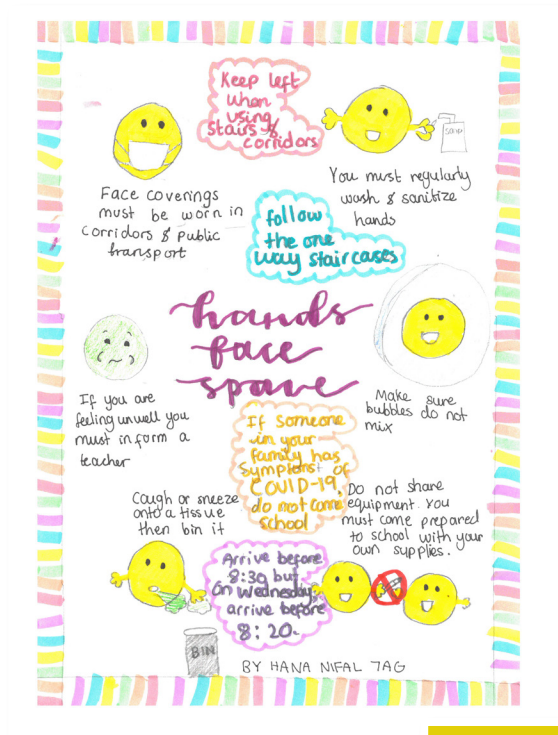 Keep left
when
using
stairs &
corridors
SOAP
Face coverings
must be worn in
corridors & public
transport
You must regularly
wash & sanitize
hands
follow
the one
way staircases
hands
face
space
If you are
feeling unwell you
must inform a
teacher
Make sure
bubbles do not
mix
If someone
in your
family has
symptoms of
COVID-19,
do not come
school
Cough or sneeze
onto a tissue
then bin it
Do not share
equipment. You
must come prepared
to school with your
own supplies.
Arrive before
8:30 but
on Wednesday
arrive before
8:20.
BIN
BY HANA NIFAL 7AG